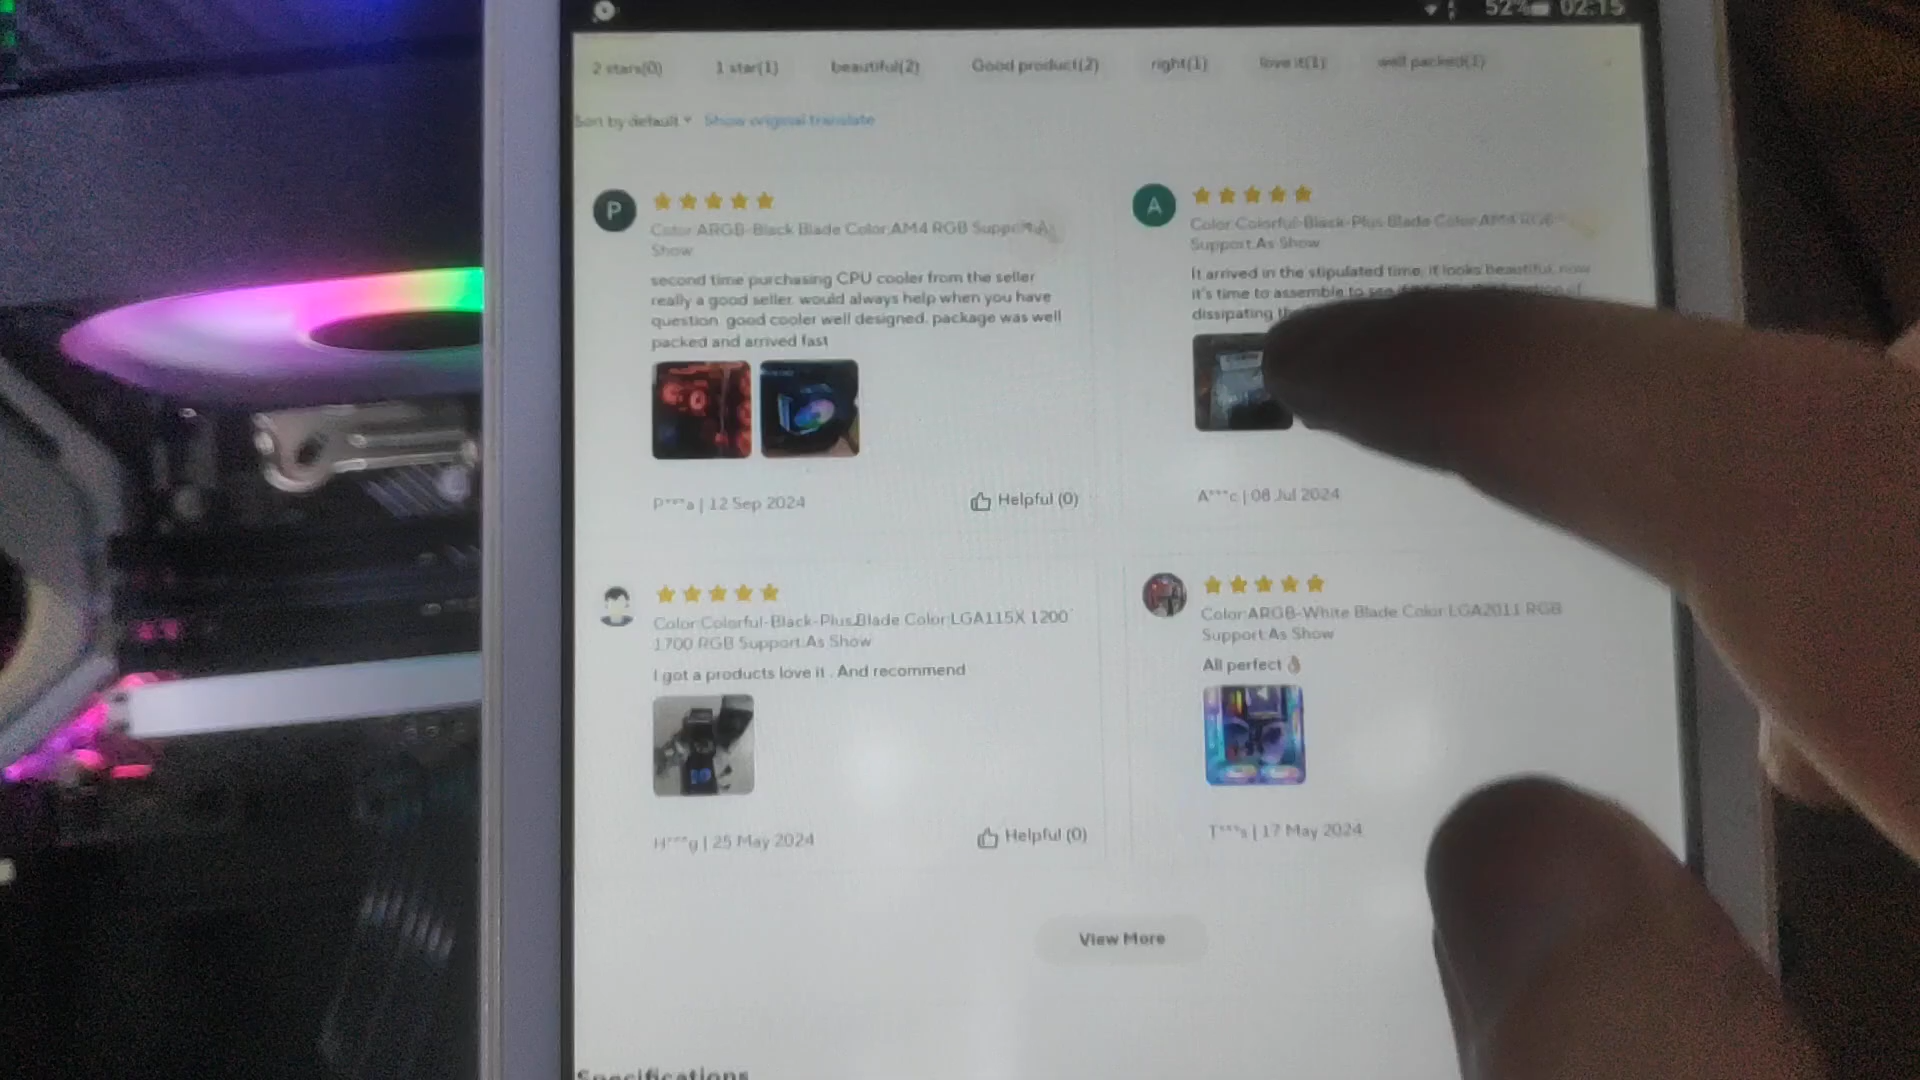 52% 02:15
2 stars(0) 1 star(1) beautiful(2) Good product(2) right(1) love it(1) well packed(1)
Sort by default Show original translate
P
Color:ARGB-Black Blade Color:AM4 RGB Support:As
Show
second time purchasing CPU cooler from the seller
really a good seller. would always help when you have
question. good cooler well designed. package was well
packed and arrived fast
P***a | 12 Sep 2024
Helpful (0)
A
Color:Colorful-Black-Plus Blade Color:AM4 RGB
Support:As Show
It arrived in the stipulated time, it looks beautiful, now
it's time to assemble to see
dissipating
A***c | 08 Jul 2024
Color:Colorful-Black-Plus Blade Color:LGA115X 1200
1700 RGB Support:As Show
I got a products love it . And recommend
H***g | 25 May 2024
Helpful (0)
Color:ARGB-White Blade Color:LGA2011 RGB
Support:As Show
All perfect 👌🏼
T***s | 17 May 2024
View More
Specifications